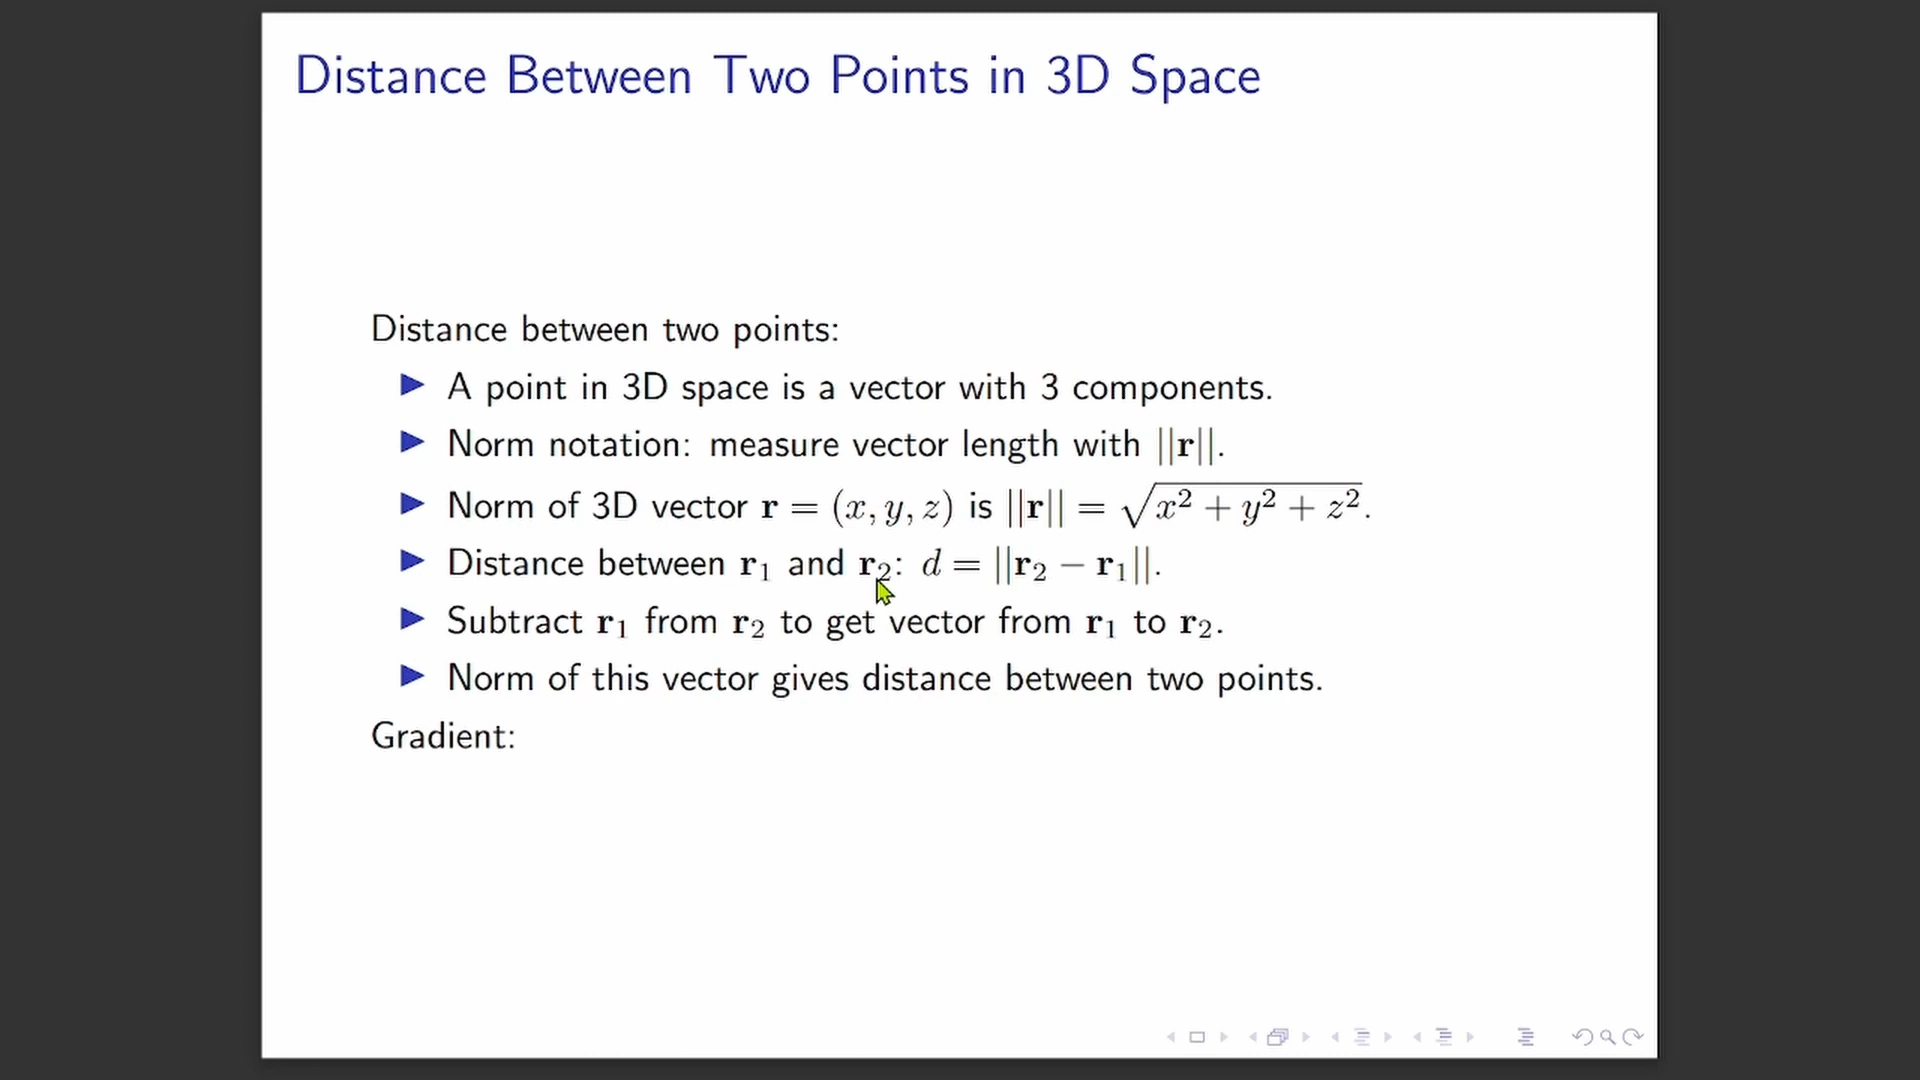 Distance Between Two Points in 3D Space
Distance between two points:
▶ A point in 3D space is a vector with 3 components.
▶ Norm notation: measure vector length with ||r||.
▶ Norm of 3D vector r = (x, y, z) is ||r|| = √(x² + y² + z²).
▶ Distance between r₁ and r₂: d = ||r₂ − r₁||.
▶ Subtract r₁ from r₂ to get vector from r₁ to r₂.
▶ Norm of this vector gives distance between two points.
Gradient: